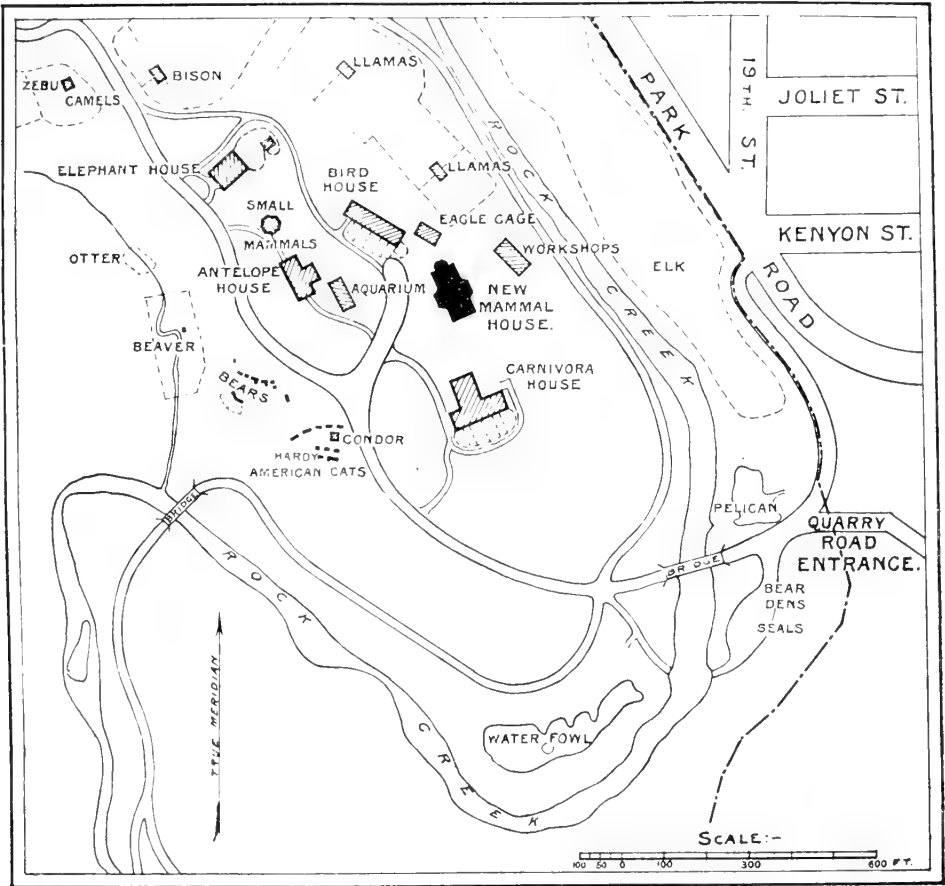 ZEBU
CAMELS
BISON
LLAMAS
PARK
19TH. ST.
JOLIET ST.
ROCK
ELEPHANT HOUSE
BIRD
HOUSE
LLAMAS
SMALL
MAMMALS
EAGLE CAGE
WORKSHOPS
KENYON ST.
OTTER
ANTELOPE
HOUSE
AQUARIUM
NEW
MAMMAL
HOUSE.
ELK
ROAD
CREEK
BEAVER
BEARS
CARNIVORA
HOUSE
CONDOR
HARDY
AMERICAN CATS
BRIDGE
PELICAN
QUARRY
ROAD
ENTRANCE.
BRIDGE
BEAR
DENS
SEALS
ROCK
TRUE MERIDIAN
WATER FOWL
CREEK
SCALE:-
100 50 0 100 300 600 FT.